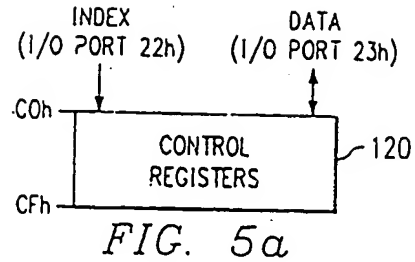 INDEX
(I/O PORT 22h)
DATA
(I/O PORT 23h)
C0h
CONTROL
REGISTERS
120
CFh
FIG. 5a